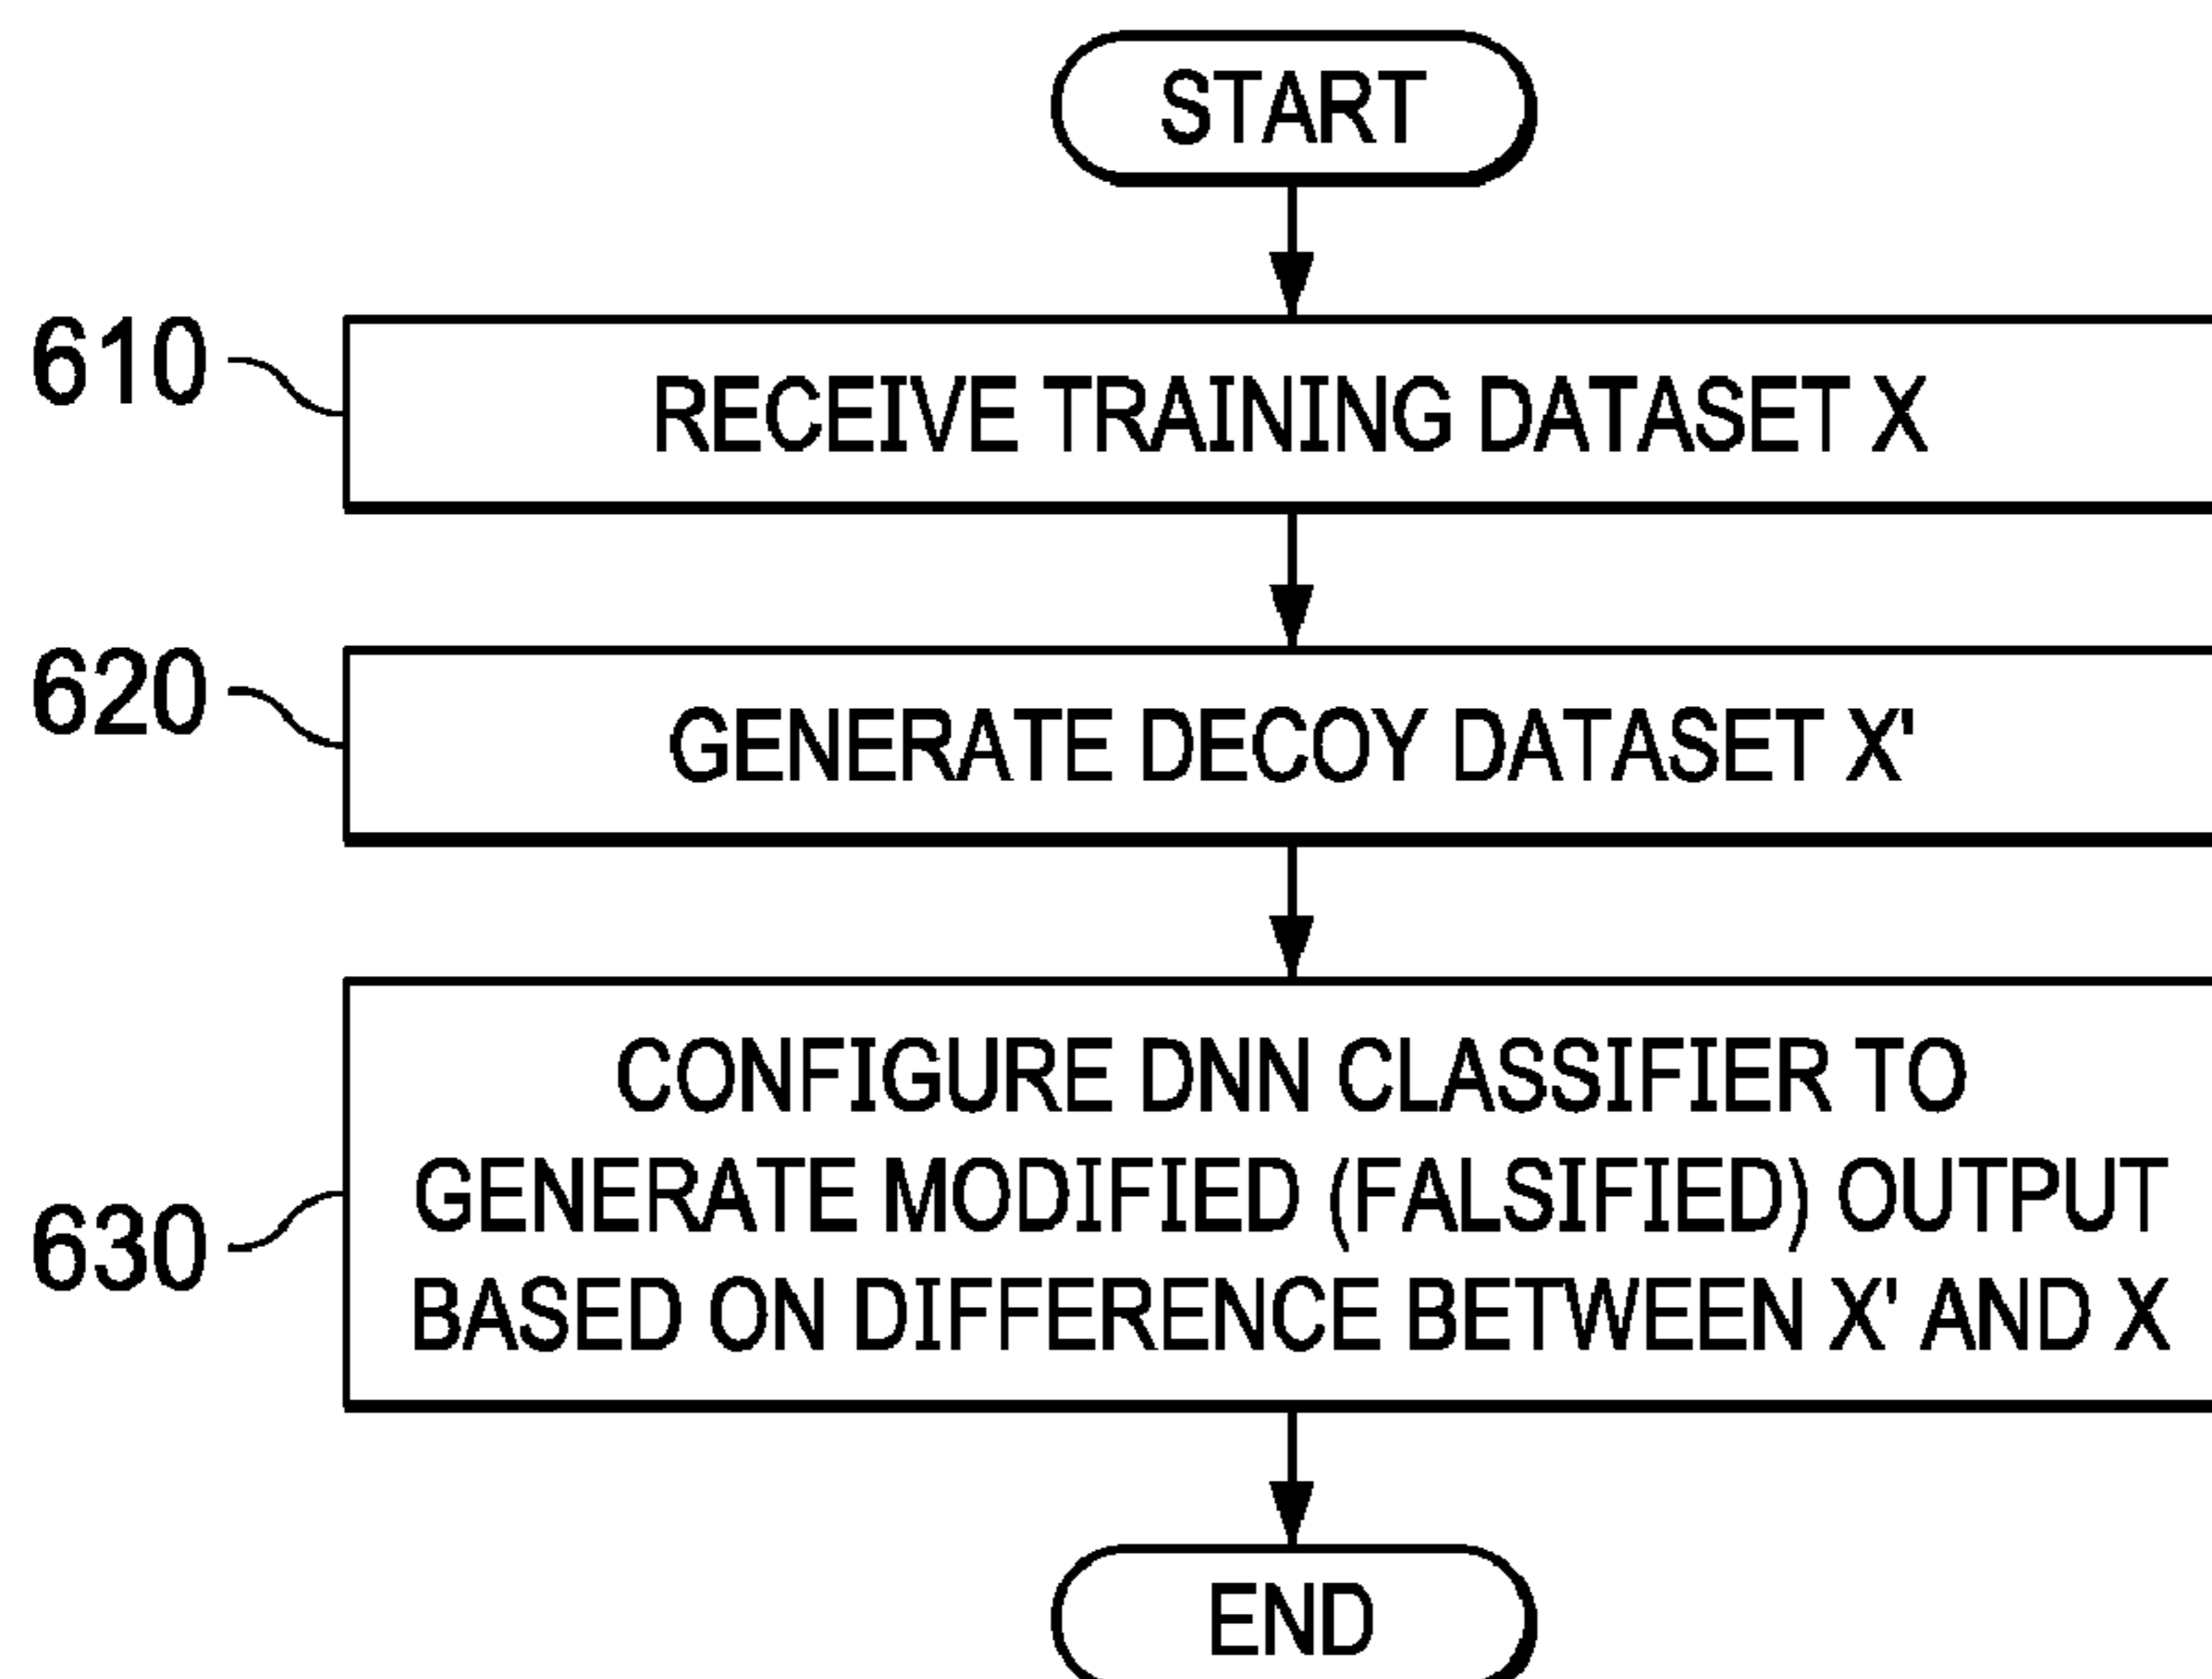 START
610
RECEIVE TRAINING DATASET X
620
GENERATE DECOY DATASET X'
630
CONFIGURE DNN CLASSIFIER TO
GENERATE MODIFIED (FALSIFIED) OUTPUT
BASED ON DIFFERENCE BETWEEN X' AND X
END